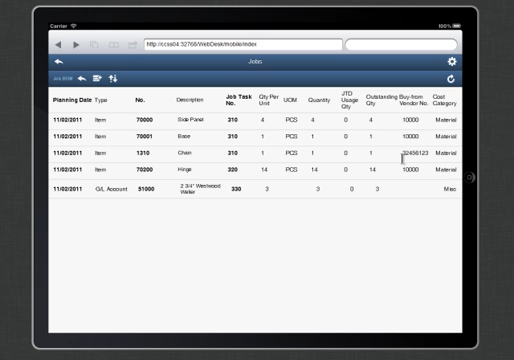 Carrier 100%
http://ccss04:32768/WebDesk/mobile/index
Jobs
Planning Date Type No. Description Job Task No. Qty Per Unit UOM Quantity JTD Usage Qty Outstanding Qty Buy-from Vendor No. Cost Category
11/02/2011 Item 70000 Side Panel 310 4 PCS 4 0 4 10000 Material
11/02/2011 Item 70001 Base 310 1 PCS 1 0 1 10000 Material
11/02/2011 Item 1310 Chain 310 1 PCS 1 0 1 32456123 Material
11/02/2011 Item 70200 Hinge 320 14 PCS 14 0 14 10000 Material
11/02/2011 G/L Account 51000 2 3/4" Westwood 330 3 3 0 3 Misc